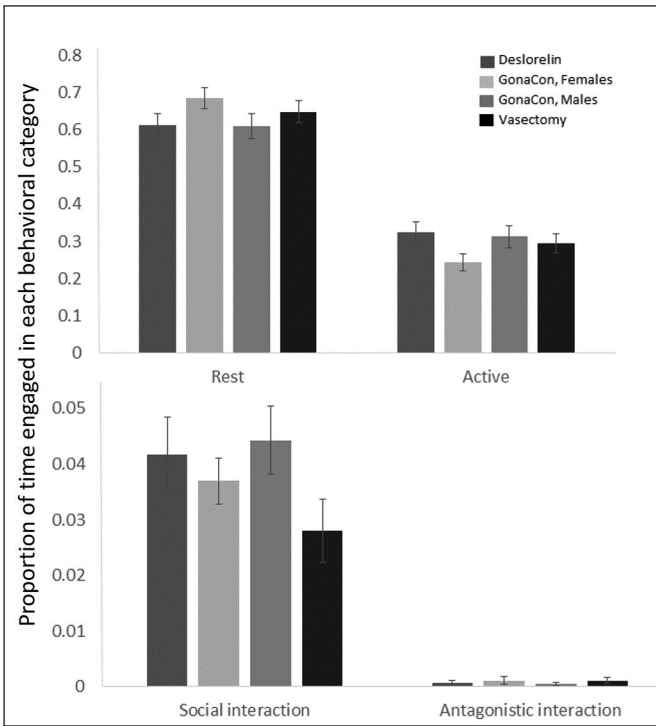 Proportion of time engaged in each behavioral category
0.8
0.7
0.6
0.5
0.4
0.3
0.2
0.1
0
Deslorelin
GonaCon, Females
GonaCon, Males
Vasectomy
Rest Active
0.05
0.04
0.03
0.02
0.01
0
Social interaction Antagonistic interaction